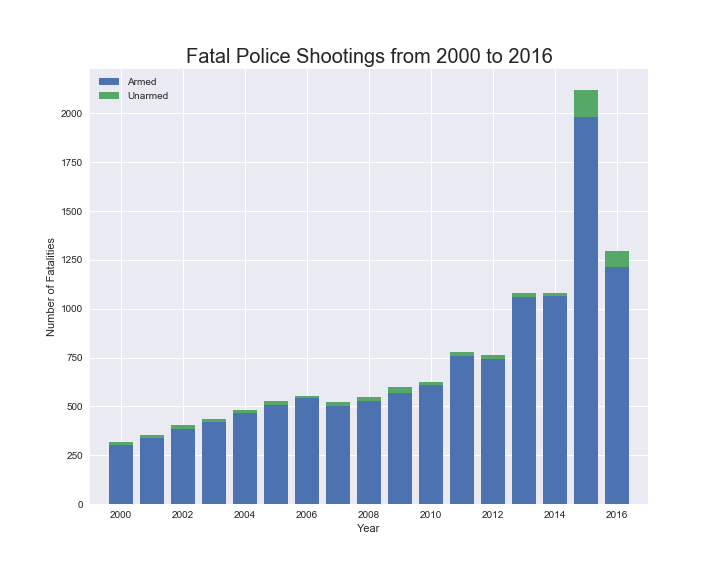 Fatal Police Shootings from 2000 to 2016
Armed
Unarmed
2000
1750
1500
1250
1000
750
500
250
0
Number of Fatalities
2000 2002 2004 2006 2008 2010 2012 2014 2016
Year